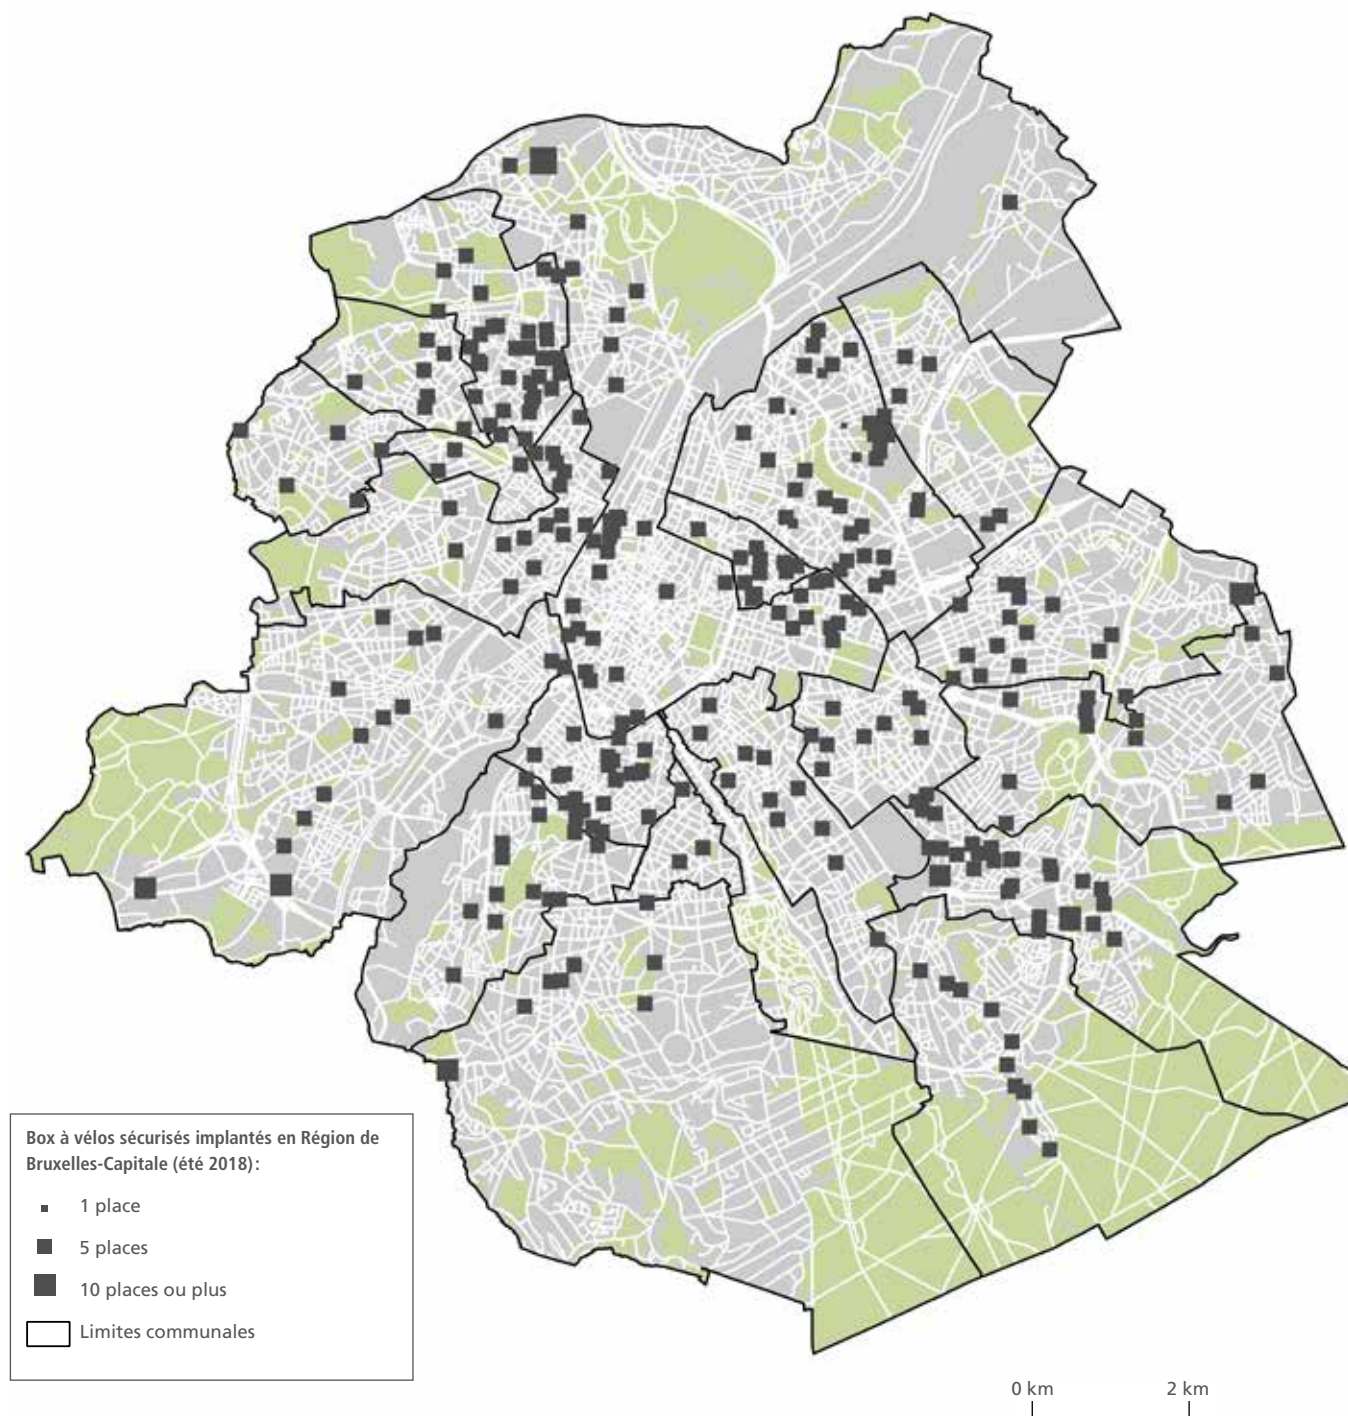 Box à vélos sécurisés implantés en Région de
Bruxelles-Capitale (été 2018):
1 place
5 places
10 places ou plus
Limites communales
0 km
2 km